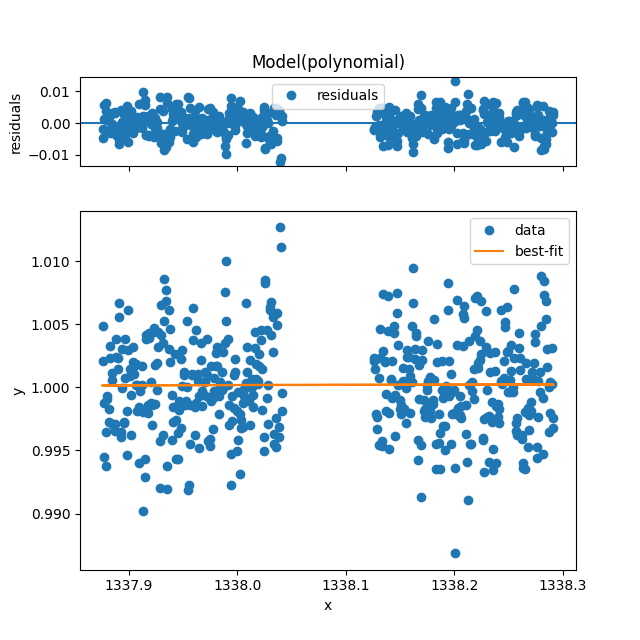 Model(polynomial)
residuals
0.01
0.00
−0.01
residuals
y
1.010
1.005
1.000
0.995
0.990
data
best-fit
1337.9
1338.0
1338.1
1338.2
1338.3
x